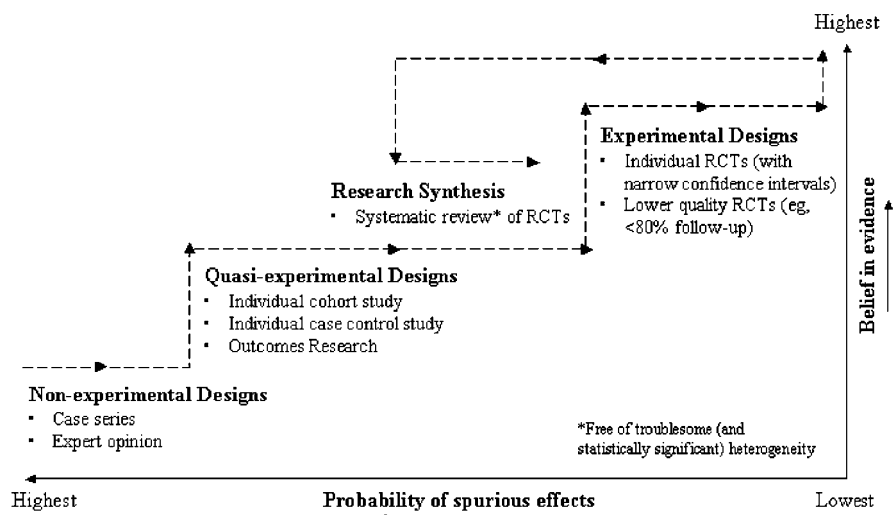 Highest
Experimental Designs
▪ Individual RCTs (with
narrow confidence intervals)
▪ Lower quality RCTs (eg,
<80% follow-up)
Research Synthesis
▪ Systematic review* of RCTs
Quasi-experimental Designs
▪ Individual cohort study
▪ Individual case control study
▪ Outcomes Research
Non-experimental Designs
▪ Case series
▪ Expert opinion
*Free of troublesome (and
statistically significant) heterogeneity
Belief in evidence
Highest
Probability of spurious effects
Lowest